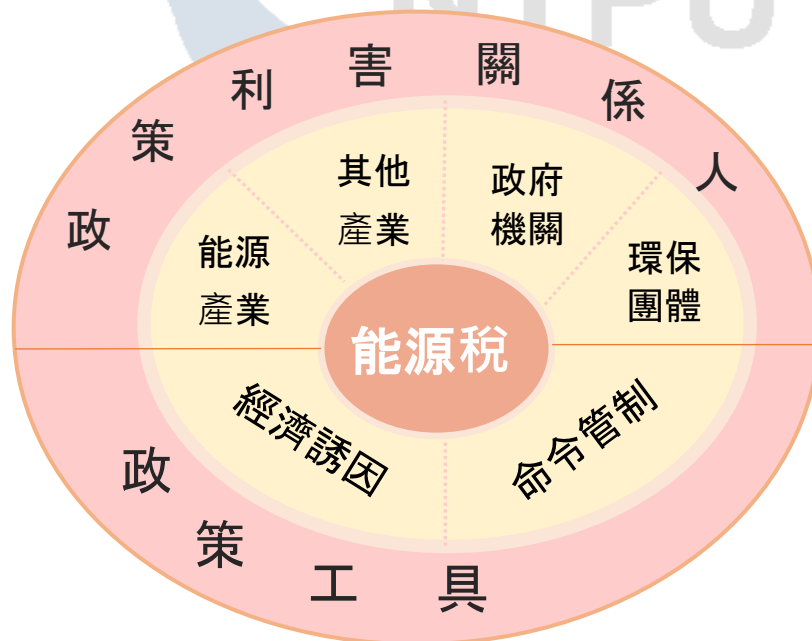 NTPU
政策利害關係人
能源
產業
其他
產業
政府
機關
環保
團體
能源稅
經濟誘因
命令管制
政策工具